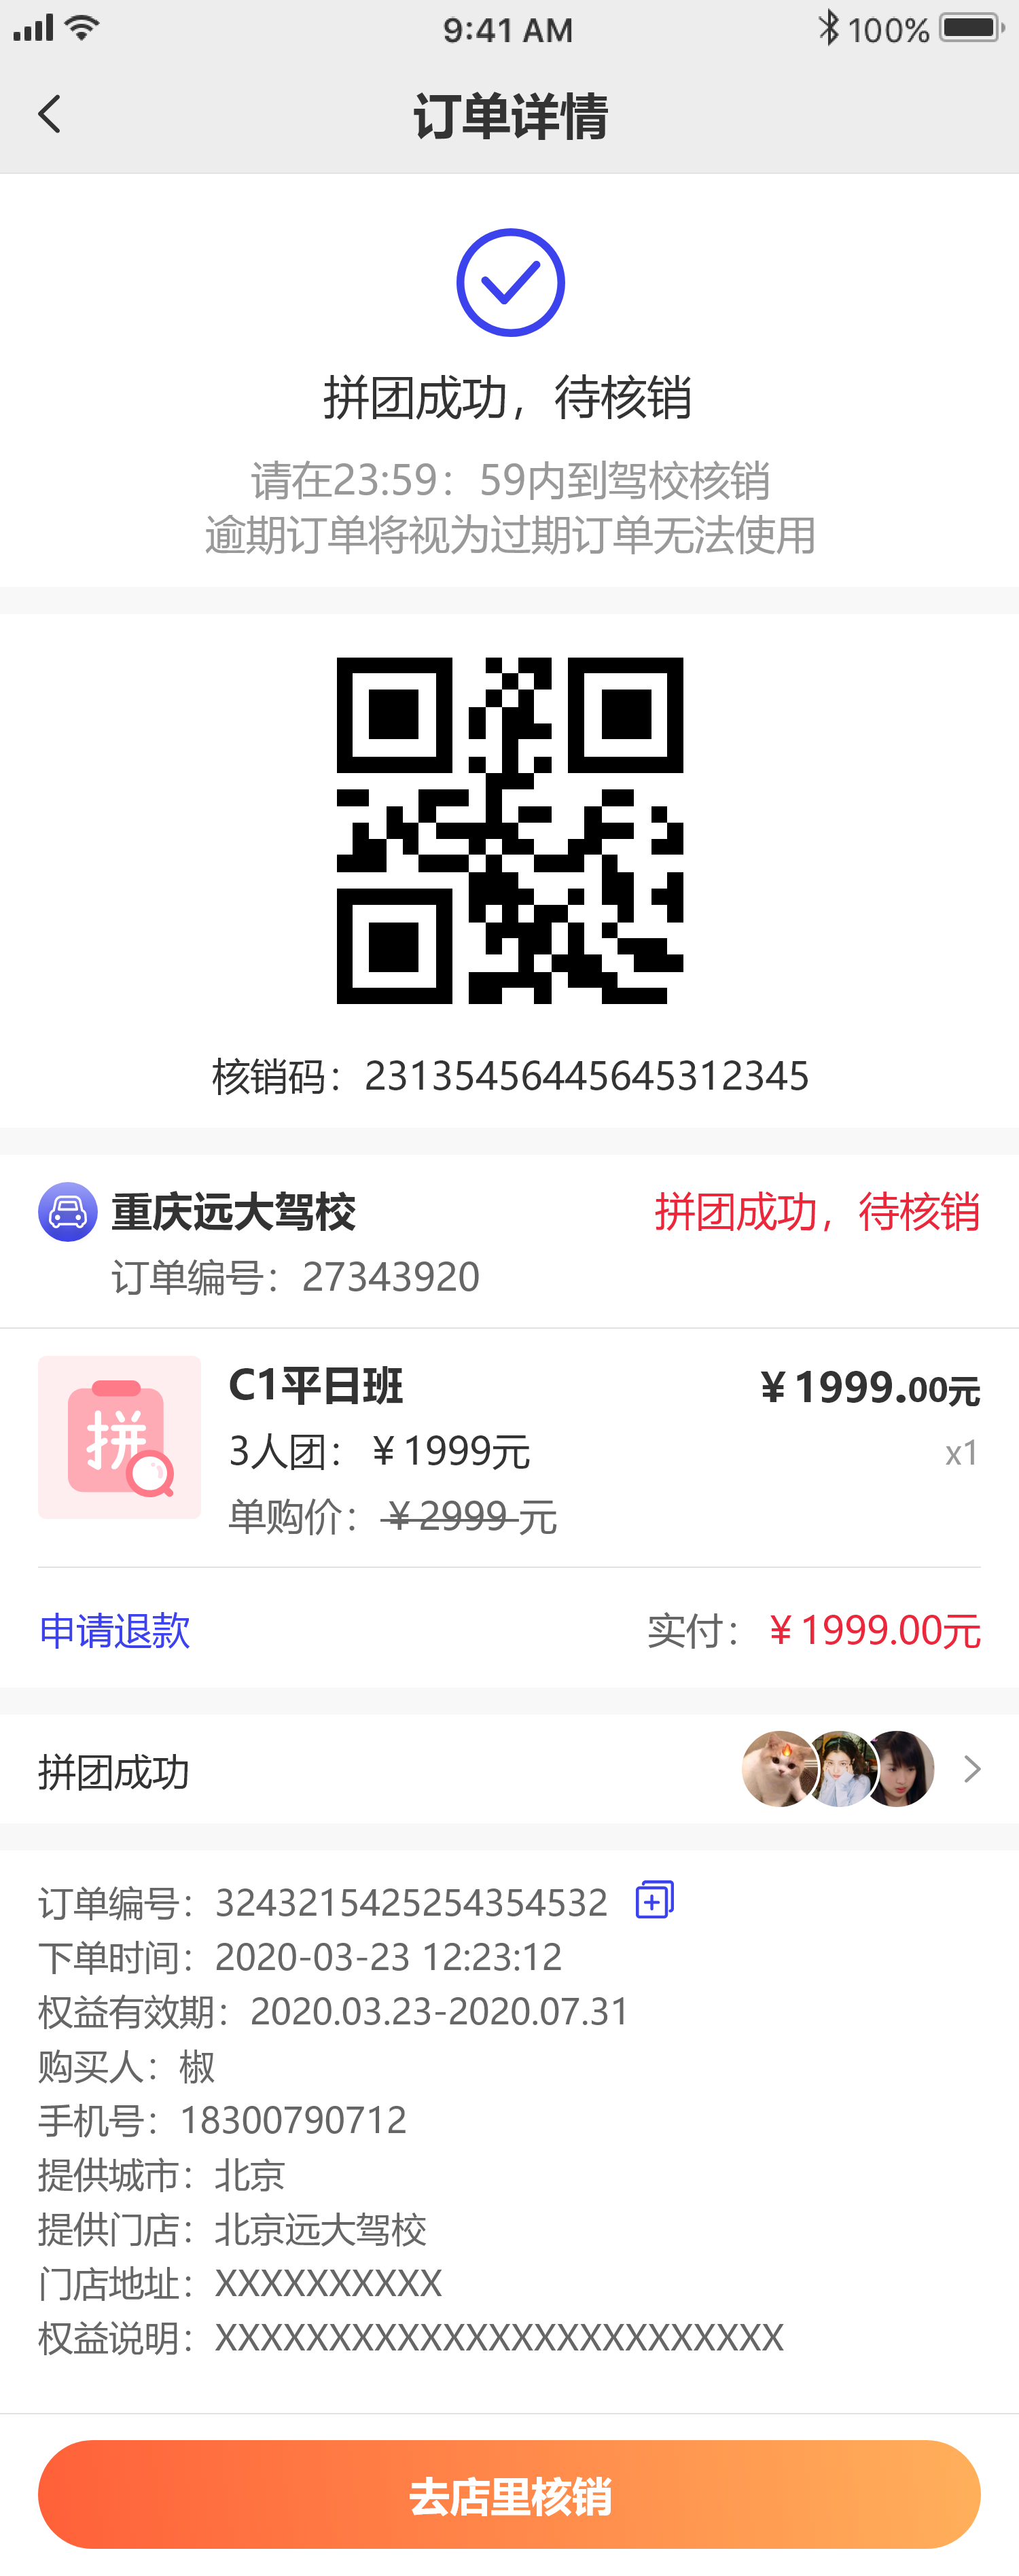 9:41 AM 100%
订单详情
拼团成功，待核销
请在23:59：59内到驾校核销
逾期订单将视为过期订单无法使用
核销码：23135456445645312345
重庆远大驾校 拼团成功，待核销
订单编号：27343920
C1平日班 ¥1999.00元
3人团：¥1999元 x1
单购价：¥2999元
拼
申请退款 实付：¥1999.00元
拼团成功
订单编号：3243215425254354532
下单时间：2020-03-23 12:23:12
权益有效期：2020.03.23-2020.07.31
购买人：椒
手机号：18300790712
提供城市：北京
提供门店：北京远大驾校
门店地址：XXXXXXXXXX
权益说明：XXXXXXXXXXXXXXXXXXXXXXXXX
去店里核销